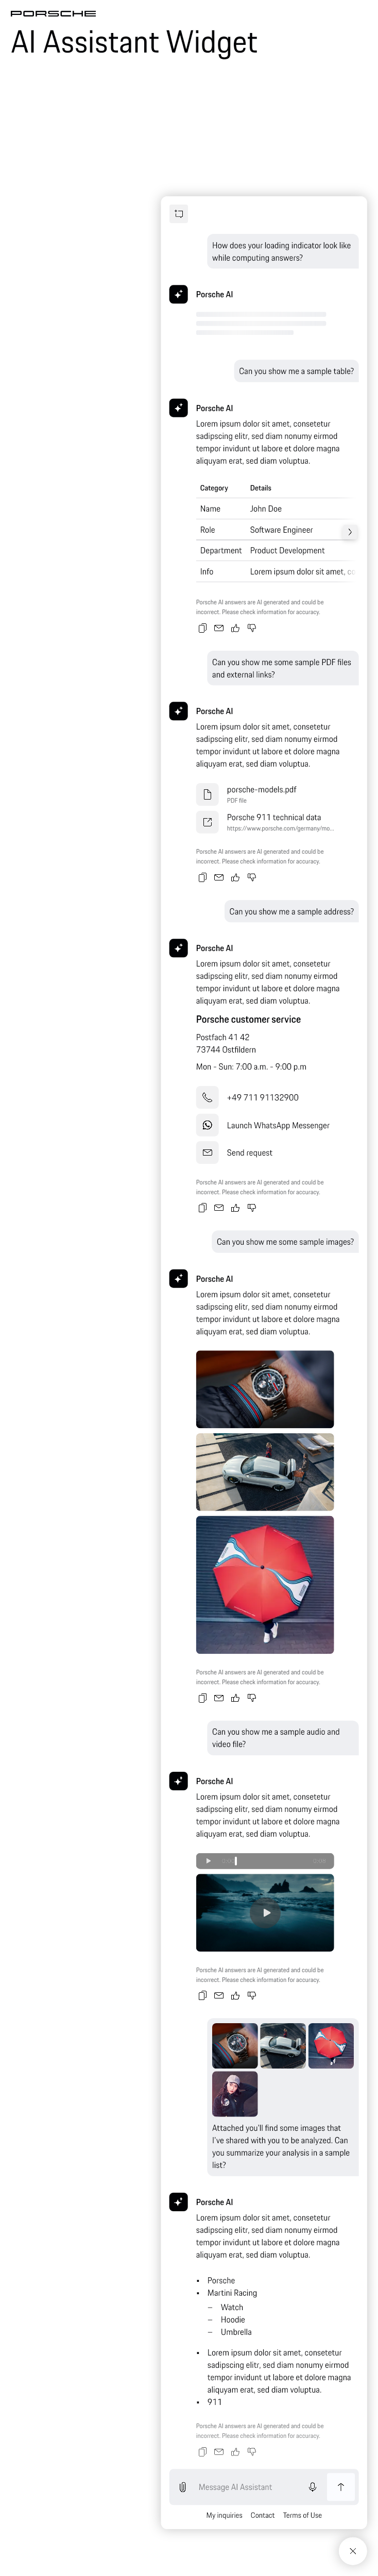 PORSCHE
AI Assistant Widget
How does your loading indicator look like
while computing answers?
Porsche AI
Can you show me a sample table?
Porsche AI
Lorem ipsum dolor sit amet, consetetur
sadipscing elitr, sed diam nonumy eirmod
tempor invidunt ut labore et dolore magna
aliquyam erat, sed diam voluptua.
Category Details
Name John Doe
Role Software Engineer
Department Product Development
Info Lorem ipsum dolor sit amet,
Porsche AI answers are AI generated and could be
incorrect. Please check information for accuracy.
Can you show me some sample PDF files
and external links?
Porsche AI
Lorem ipsum dolor sit amet, consetetur
sadipscing elitr, sed diam nonumy eirmod
tempor invidunt ut labore et dolore magna
aliquyam erat, sed diam voluptua.
porsche-models.pdf
PDF file
Porsche 911 technical data
https://www.porsche.com/germany/mo...
Porsche AI answers are AI generated and could be
incorrect. Please check information for accuracy.
Can you show me a sample address?
Porsche AI
Lorem ipsum dolor sit amet, consetetur
sadipscing elitr, sed diam nonumy eirmod
tempor invidunt ut labore et dolore magna
aliquyam erat, sed diam voluptua.
Porsche customer service
Postfach 41 42
73744 Ostfildern
Mon - Sun: 7:00 a.m. - 9:00 p.m
+49 711 91132900
Launch WhatsApp Messenger
Send request
Porsche AI answers are AI generated and could be
incorrect. Please check information for accuracy.
Can you show me some sample images?
Porsche AI
Lorem ipsum dolor sit amet, consetetur
sadipscing elitr, sed diam nonumy eirmod
tempor invidunt ut labore et dolore magna
aliquyam erat, sed diam voluptua.
Porsche AI answers are AI generated and could be
incorrect. Please check information for accuracy.
Can you show me a sample audio and
video file?
Porsche AI
Lorem ipsum dolor sit amet, consetetur
sadipscing elitr, sed diam nonumy eirmod
tempor invidunt ut labore et dolore magna
aliquyam erat, sed diam voluptua.
Porsche AI answers are AI generated and could be
incorrect. Please check information for accuracy.
Attached you'll find some images that
I've shared with you to be analyzed. Can
you summarize your analysis in a sample
list?
Porsche AI
Lorem ipsum dolor sit amet, consetetur
sadipscing elitr, sed diam nonumy eirmod
tempor invidunt ut labore et dolore magna
aliquyam erat, sed diam voluptua.
• Porsche
• Martini Racing
– Watch
– Hoodie
– Umbrella
• Lorem ipsum dolor sit amet, consetetur
sadipscing elitr, sed diam nonumy eirmod
tempor invidunt ut labore et dolore magna
aliquyam erat, sed diam voluptua.
• 911
Porsche AI answers are AI generated and could be
incorrect. Please check information for accuracy.
Message AI Assistant
My inquiries Contact Terms of Use